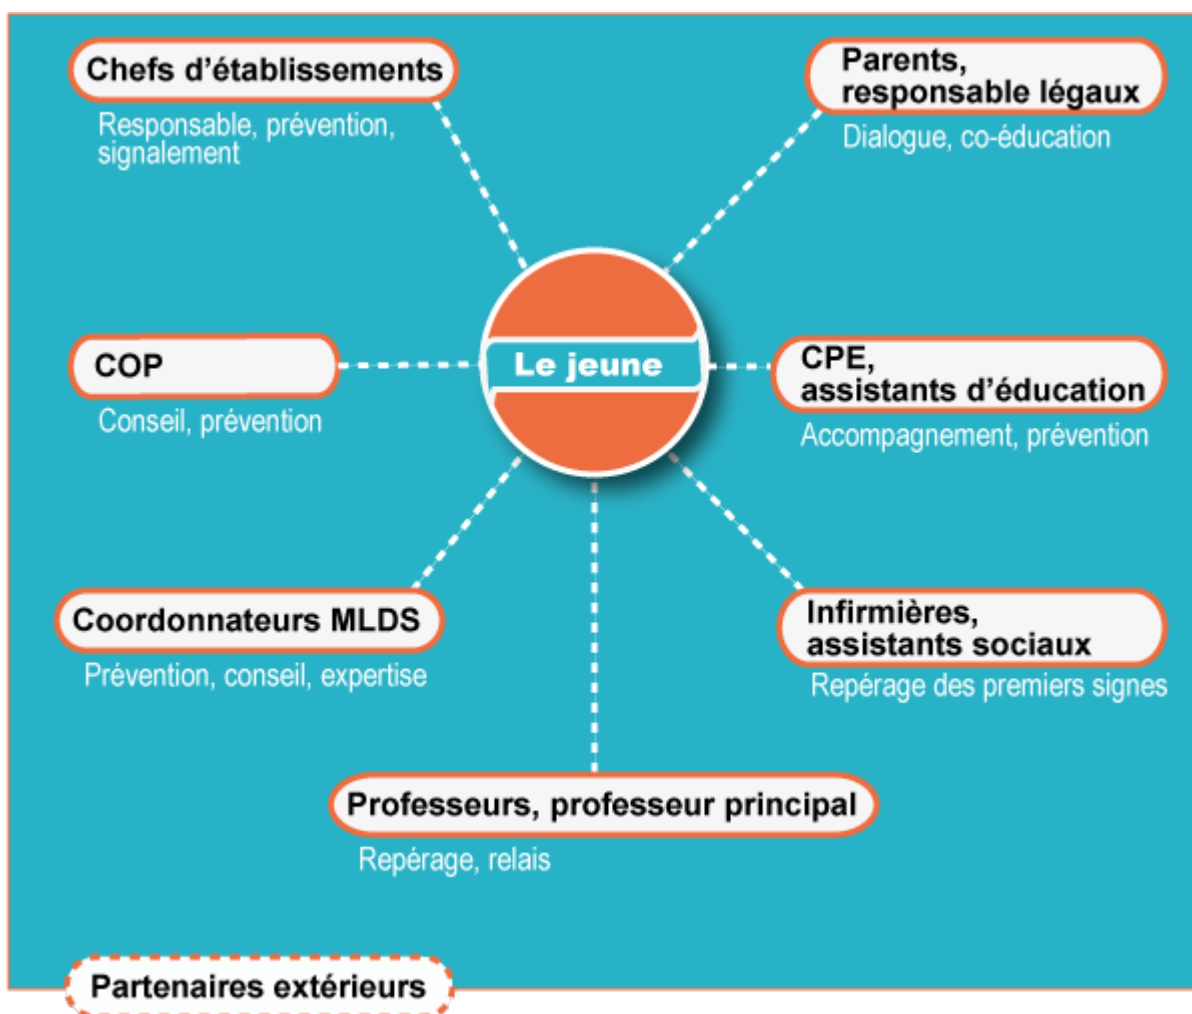 Chefs d'établissements
Responsable, prévention,
signalement
Parents,
responsable légaux
Dialogue, co-éducation
Le jeune
COP
Conseil, prévention
CPE,
assistants d'éducation
Accompagnement, prévention
Coordonnateurs MLDS
Prévention, conseil, expertise
Infirmières,
assistants sociaux
Repérage des premiers signes
Professeurs, professeur principal
Repérage, relais
Partenaires extérieurs